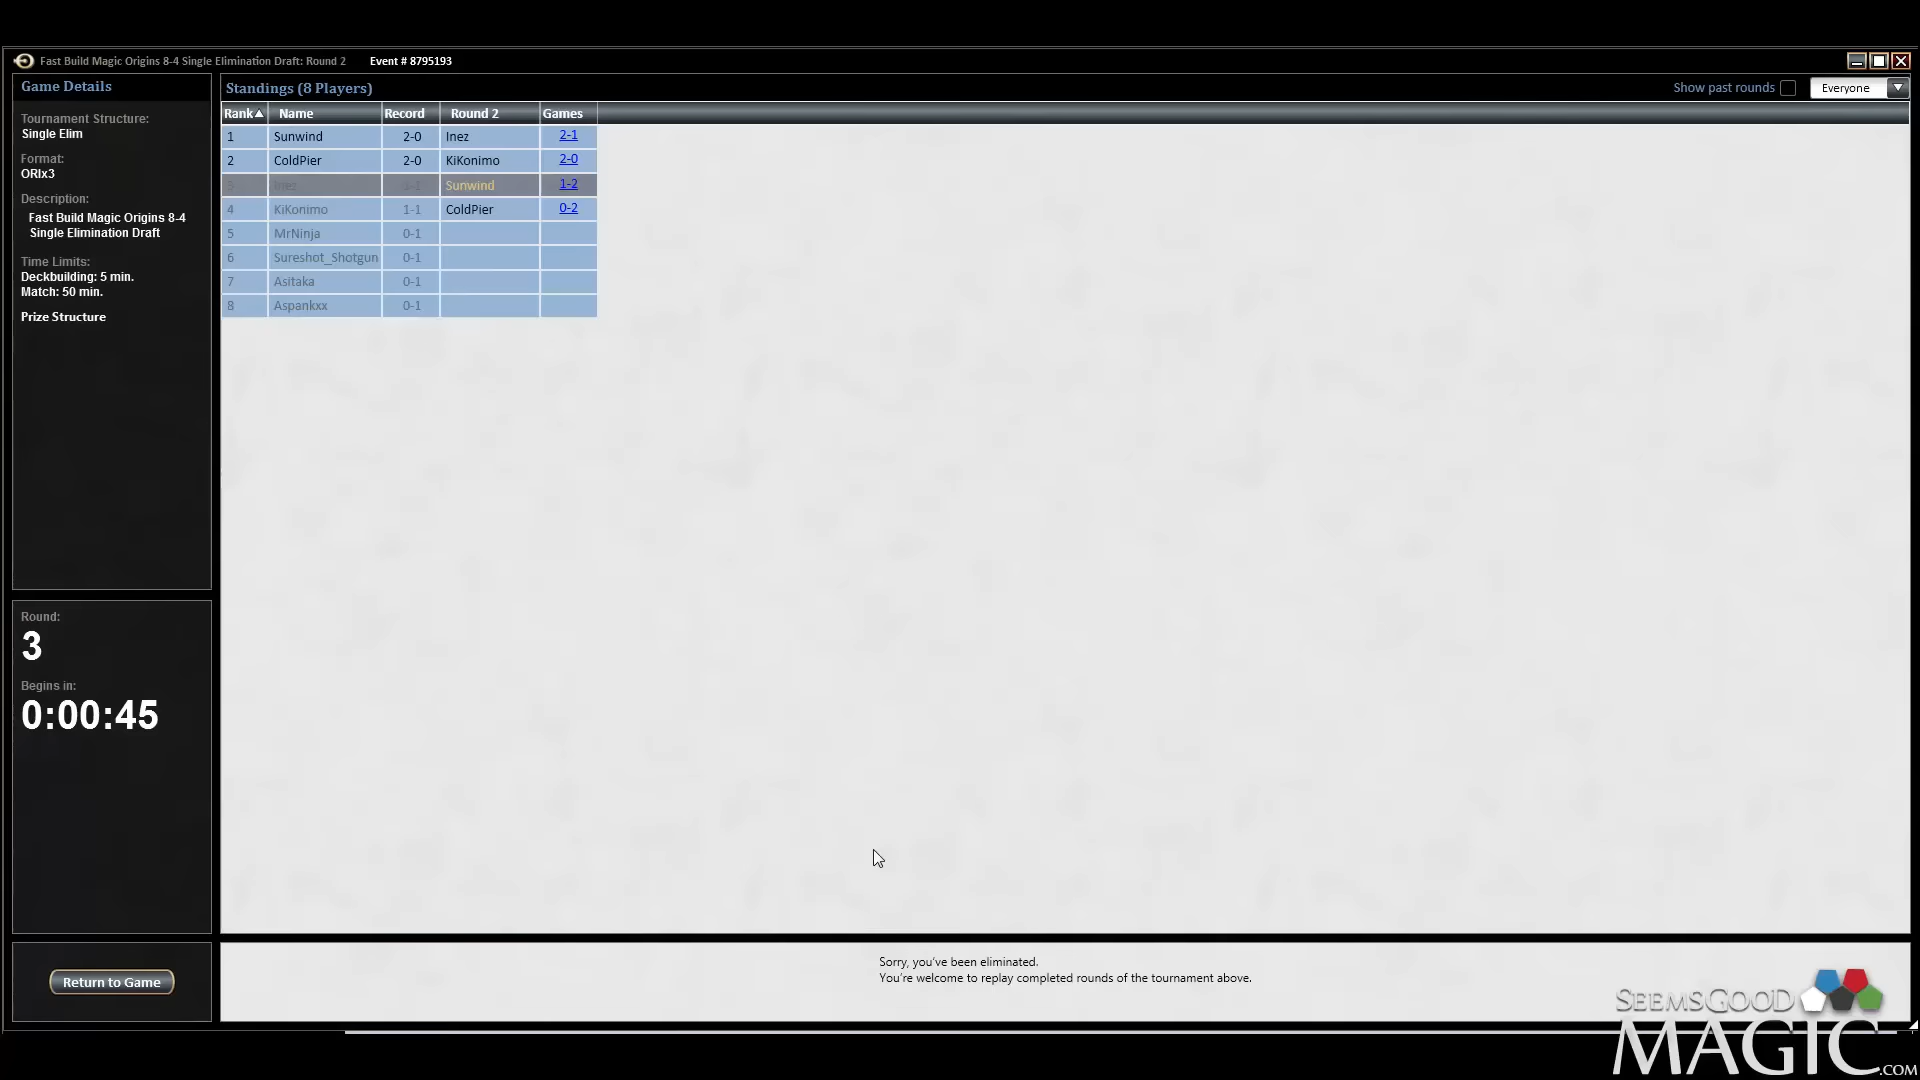 Fast Build Magic Origins 8-4 Single Elimination Draft: Round 2 Event # 8795193
Game Details
Tournament Structure:
Single Elim
Format:
ORIx3
Description:
Fast Build Magic Origins 8-4
Single Elimination Draft
Time Limits:
Deckbuilding: 5 min.
Match: 50 min.
Prize Structure
Round:
3
Begins in:
0:00:45
Return to Game
Standings (8 Players)
Show past rounds
Everyone
Rank Name Record Round 2 Games
1 Sunwind 2-0 Inez 2-1
2 ColdPier 2-0 KiKonimo 2-0
3 Inez 1-1 Sunwind 1-2
4 KiKonimo 1-1 ColdPier 0-2
5 MrNinja 0-1
6 Sureshot_Shotgun 0-1
7 Asitaka 0-1
8 Aspankxx 0-1
Sorry, you've been eliminated.
You're welcome to replay completed rounds of the tournament above.
SEEMSGOOD
MAGIC.COM